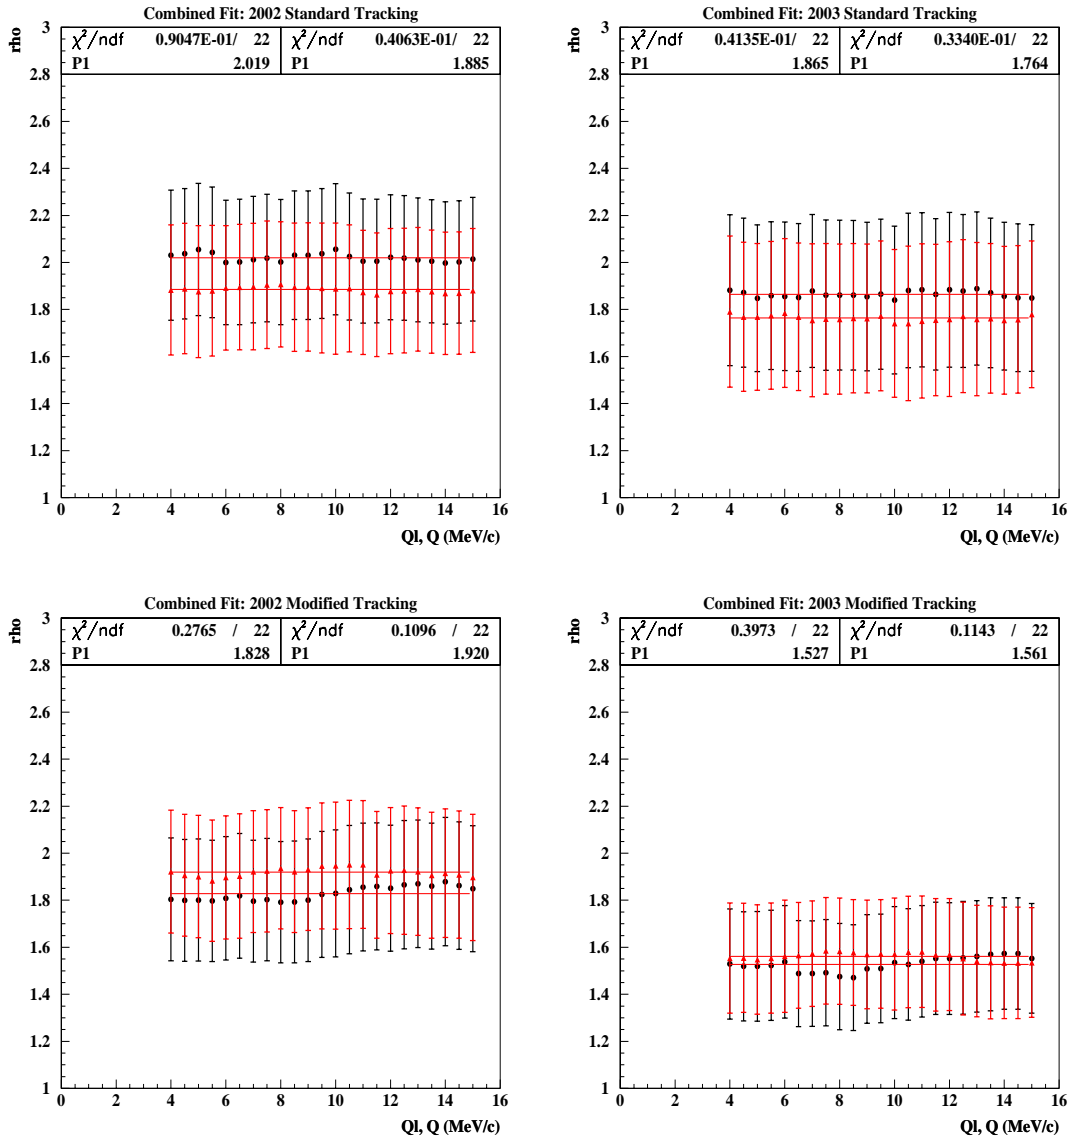 Combined Fit: 2002 Standard Tracking
χ²/ndf 0.9047E-01/ 22 χ²/ndf 0.4063E-01/ 22
P1 2.019 P1 1.885
rho
3
2.8
2.6
2.4
2.2
2
1.8
1.6
1.4
1.2
1
0 2 4 6 8 10 12 14 16
Ql, Q (MeV/c)
Combined Fit: 2003 Standard Tracking
χ²/ndf 0.4135E-01/ 22 χ²/ndf 0.3340E-01/ 22
P1 1.865 P1 1.764
rho
3
2.8
2.6
2.4
2.2
2
1.8
1.6
1.4
1.2
1
0 2 4 6 8 10 12 14 16
Ql, Q (MeV/c)
Combined Fit: 2002 Modified Tracking
χ²/ndf 0.2765 / 22 χ²/ndf 0.1096 / 22
P1 1.828 P1 1.920
rho
3
2.8
2.6
2.4
2.2
2
1.8
1.6
1.4
1.2
1
0 2 4 6 8 10 12 14 16
Ql, Q (MeV/c)
Combined Fit: 2003 Modified Tracking
χ²/ndf 0.3973 / 22 χ²/ndf 0.1143 / 22
P1 1.527 P1 1.561
rho
3
2.8
2.6
2.4
2.2
2
1.8
1.6
1.4
1.2
1
0 2 4 6 8 10 12 14 16
Ql, Q (MeV/c)